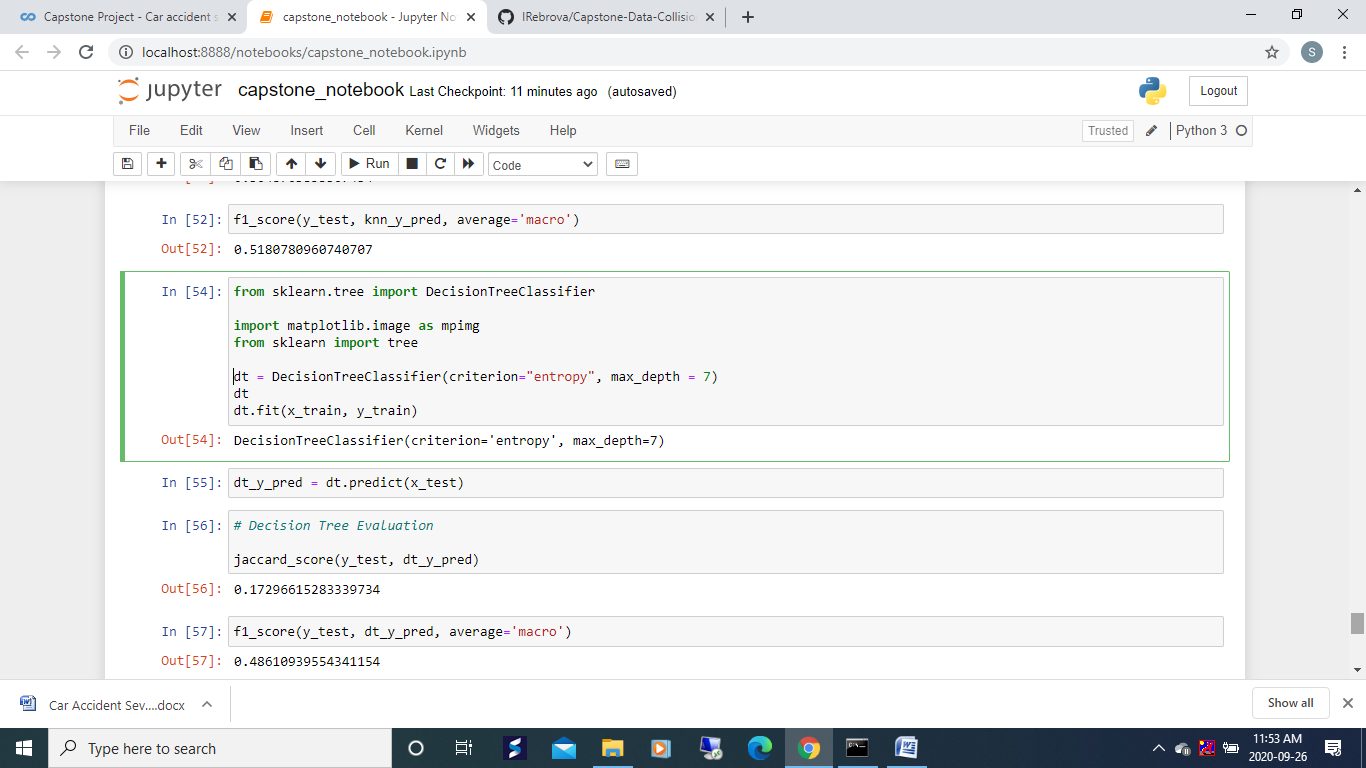 Capstone Project - Car accident s
capstone_notebook - Jupyter No
IRebrova/Capstone-Data-Collisio
localhost:8888/notebooks/capstone_notebook.ipynb
S
jupyter capstone_notebook Last Checkpoint: 11 minutes ago (autosaved)
Logout
File Edit View Insert Cell Kernel Widgets Help
Trusted
Python 3
Run
Code
In [52]: f1_score(y_test, knn_y_pred, average='macro')
Out[52]: 0.5180780960740707
In [54]: from sklearn.tree import DecisionTreeClassifier
import matplotlib.image as mpimg
from sklearn import tree
dt = DecisionTreeClassifier(criterion="entropy", max_depth = 7)
dt
dt.fit(x_train, y_train)
Out[54]: DecisionTreeClassifier(criterion='entropy', max_depth=7)
In [55]: dt_y_pred = dt.predict(x_test)
In [56]: # Decision Tree Evaluation
jaccard_score(y_test, dt_y_pred)
Out[56]: 0.17296615283339734
In [57]: f1_score(y_test, dt_y_pred, average='macro')
Out[57]: 0.48610939554341154
Car Accident Sev....docx
Show all
Type here to search
11:53 AM
2020-09-26